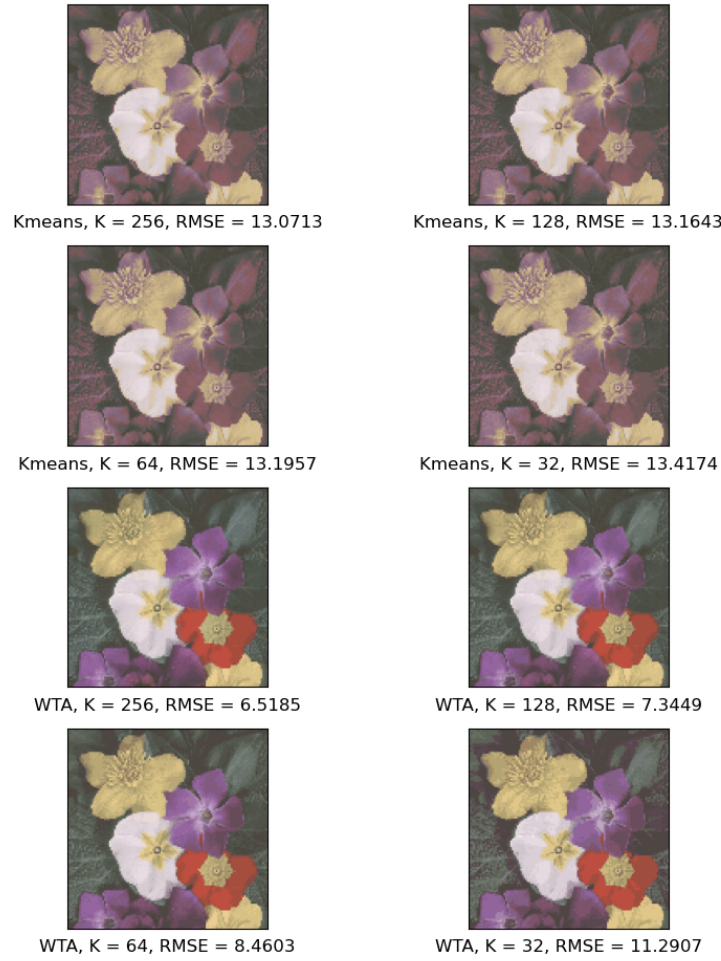 Kmeans, K = 256, RMSE = 13.0713
Kmeans, K = 128, RMSE = 13.1643
Kmeans, K = 64, RMSE = 13.1957
Kmeans, K = 32, RMSE = 13.4174
WTA, K = 256, RMSE = 6.5185
WTA, K = 128, RMSE = 7.3449
WTA, K = 64, RMSE = 8.4603
WTA, K = 32, RMSE = 11.2907